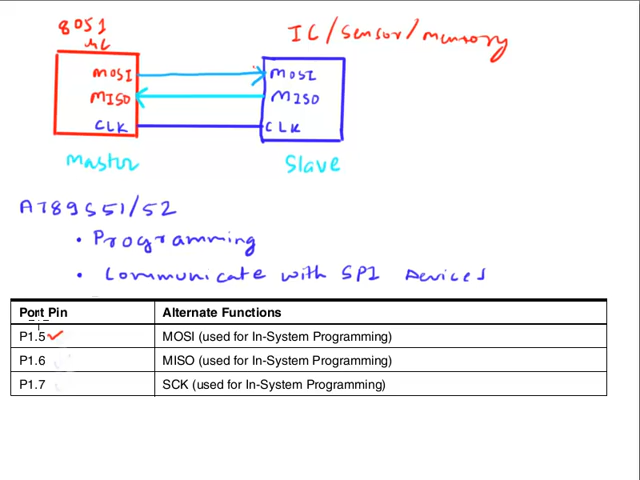 8051
µC
IC/sensor/memory
MOSI
MOSI
MISO
MISO
CLK
CLK
Master
Slave
AT89S51/52
• Programming
• Communicate with SPI Devices
Port Pin Alternate Functions
P1.5 MOSI (used for In-System Programming)
P1.6 MISO (used for In-System Programming)
P1.7 SCK (used for In-System Programming)